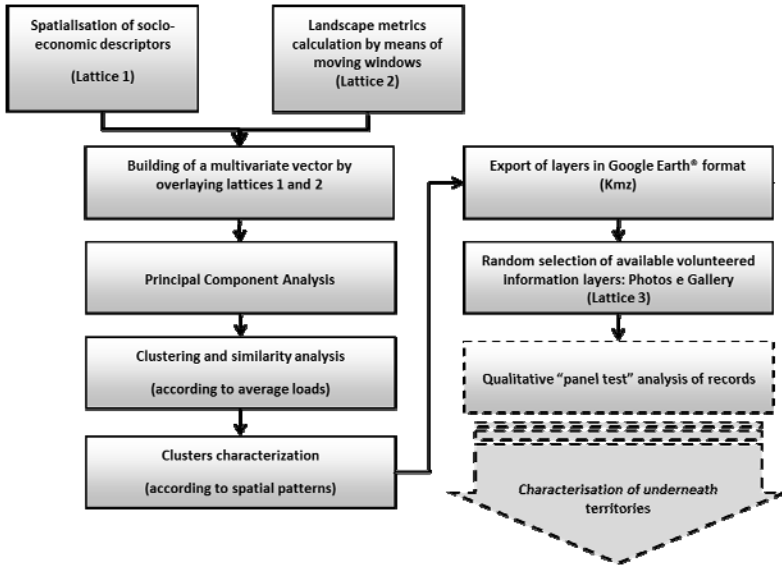 Spatialisation of socio-
economic descriptors
(Lattice 1)
Landscape metrics
calculation by means of
moving windows
(Lattice 2)
Building of a multivariate vector by
overlaying lattices 1 and 2
Principal Component Analysis
Clustering and similarity analysis
(according to average loads)
Clusters characterization
(according to spatial patterns)
Export of layers in Google Earth® format
(Kmz)
Random selection of available volunteered
information layers: Photos e Gallery
(Lattice 3)
Qualitative “panel test” analysis of records
Characterisation of underneath
territories